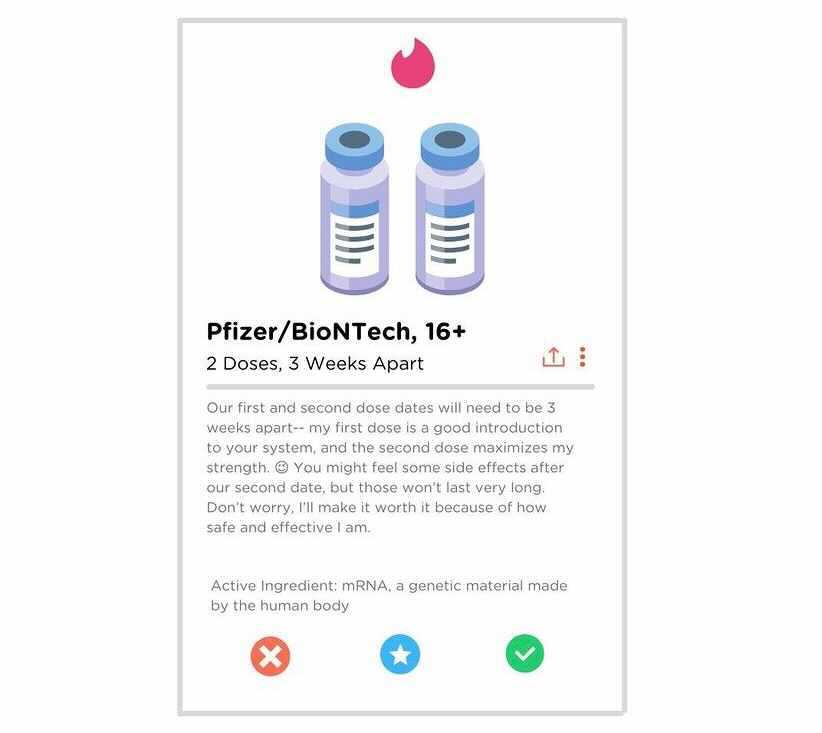 Pfizer/BioNTech, 16+
2 Doses, 3 Weeks Apart
Our first and second dose dates will need to be 3
weeks apart-- my first dose is a good introduction
to your system, and the second dose maximizes my
strength. 😉 You might feel some side effects after
our second date, but those won't last very long.
Don't worry, I'll make it worth it because of how
safe and effective I am.
Active Ingredient: mRNA, a genetic material made
by the human body